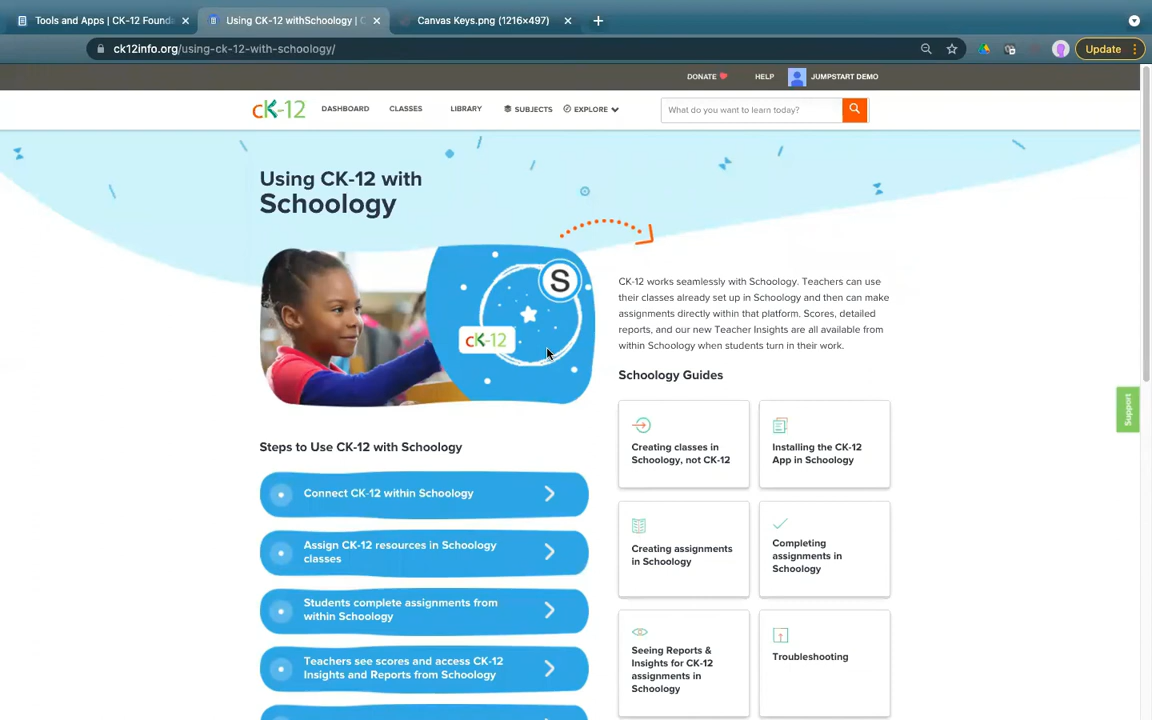 Tools and Apps | CK-12 Found
Using CK-12 withSchoology | C
Canvas Keys.png (1216×497)
ck12info.org/using-ck-12-with-schoology/
Update
DONATE
HELP
JUMPSTART DEMO
cK-12
DASHBOARD
CLASSES
LIBRARY
SUBJECTS
EXPLORE
What do you want to learn today?
Using CK-12 with
Schoology
S
cK-12
CK-12 works seamlessly with Schoology. Teachers can use
their classes already set up in Schoology and then can make
assignments directly within that platform. Scores, detailed
reports, and our new Teacher Insights are all available from
within Schoology when students turn in their work.
Schoology Guides
Creating classes in
Schoology, not CK-12
Installing the CK-12
App in Schoology
Creating assignments
in Schoology
Completing
assignments in
Schoology
Seeing Reports &
Insights for CK-12
assignments in
Schoology
Troubleshooting
Steps to Use CK-12 with Schoology
Connect CK-12 within Schoology
Assign CK-12 resources in Schoology
classes
Students complete assignments from
within Schoology
Teachers see scores and access CK-12
Insights and Reports from Schoology
Support